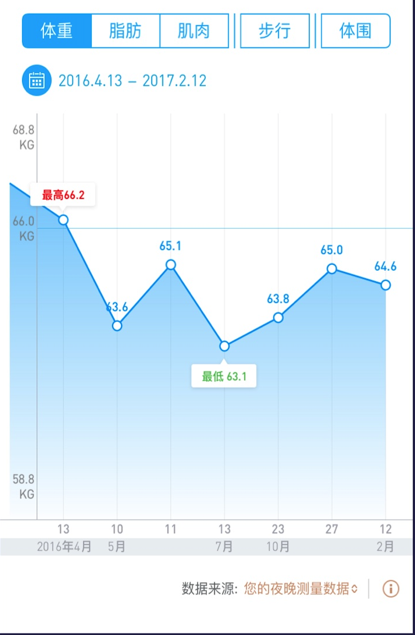 体重 脂肪 肌肉 步行 体围
2016.4.13 – 2017.2.12
68.8
KG
最高66.2
66.0
KG
63.6
65.1
最低 63.1
63.8
65.0
64.6
58.8
KG
13 10 11 13 23 27 12
2016年4月 5月 7月 10月 2月
数据来源: 您的夜晚测量数据